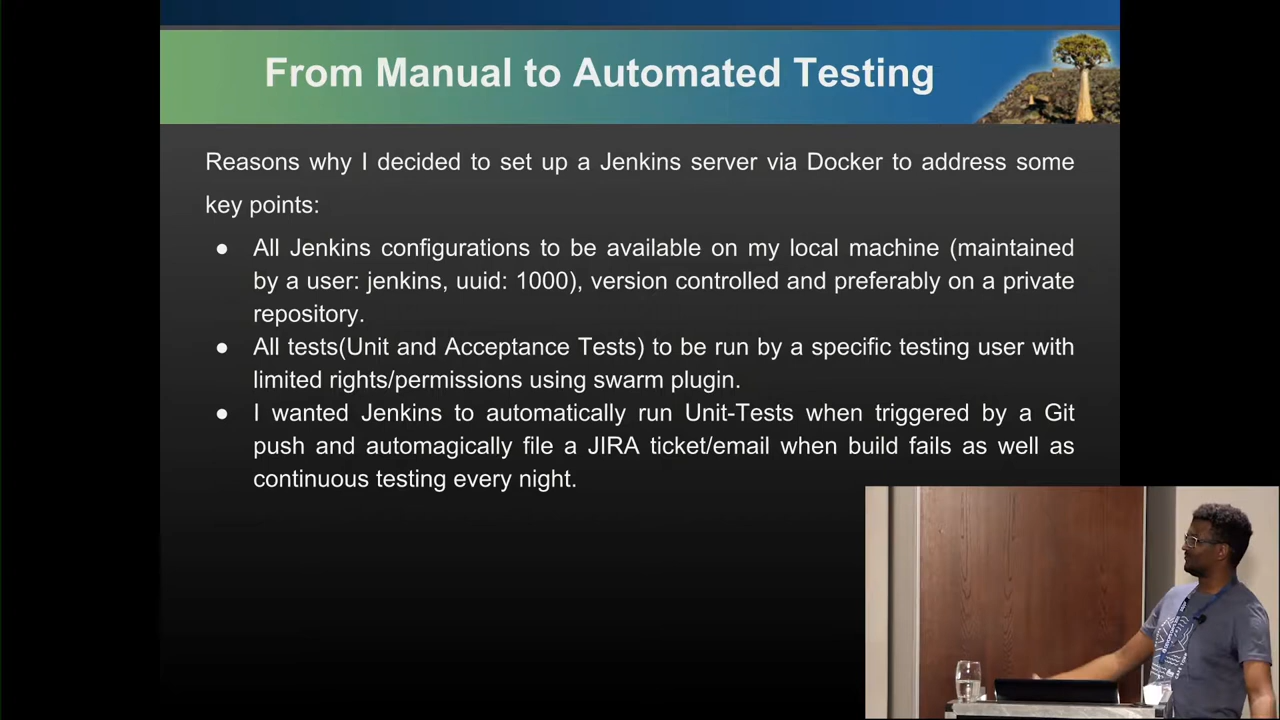 From Manual to Automated Testing
Reasons why I decided to set up a Jenkins server via Docker to address some
key points:
● All Jenkins configurations to be available on my local machine (maintained
by a user: jenkins, uuid: 1000), version controlled and preferably on a private
repository.
● All tests(Unit and Acceptance Tests) to be run by a specific testing user with
limited rights/permissions using swarm plugin.
● I wanted Jenkins to automatically run Unit-Tests when triggered by a Git
push and automagically file a JIRA ticket/email when build fails as well as
continuous testing every night.